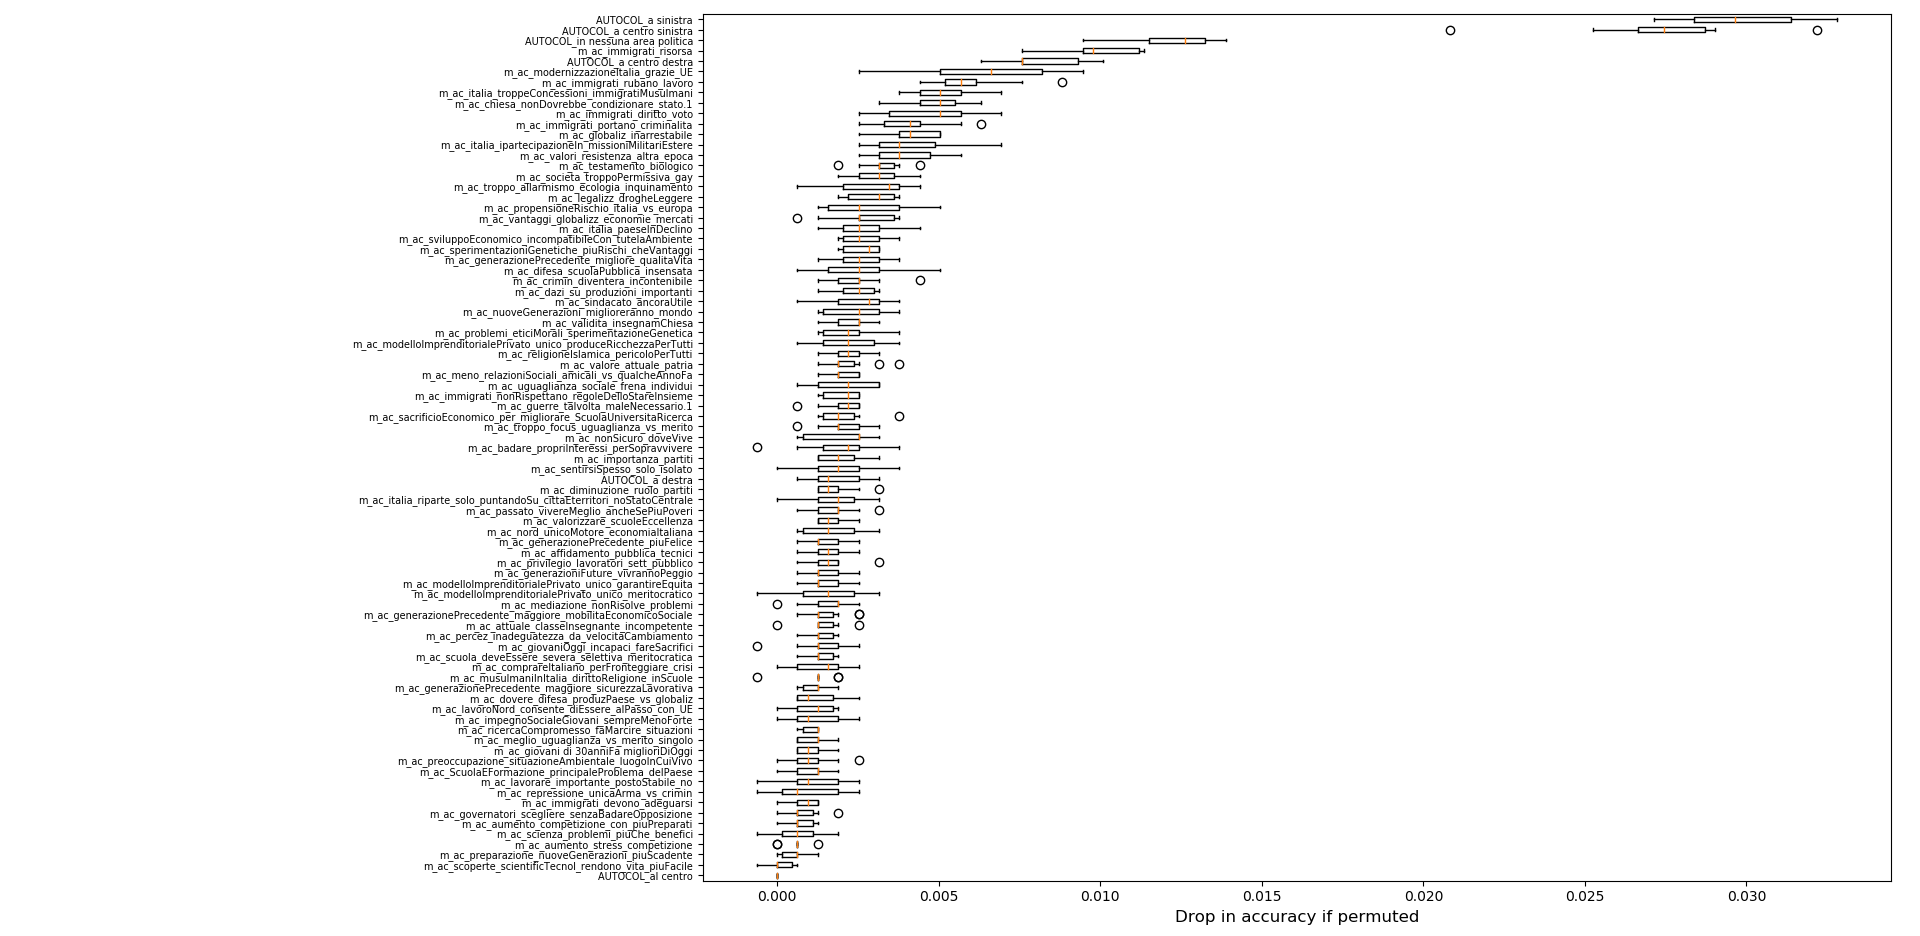 AUTOCOL_a sinistra
AUTOCOL_a centro sinistra
AUTOCOL_in nessuna area politica
m_ac_immigrati_risorsa
AUTOCOL_a centro destra
m_ac_modernizzazioneItalia_grazie_UE
m_ac_immigrati_rubano_lavoro
m_ac_italia_troppeConcessioni_immigratiMusulmani
m_ac_chiesa_nonDovrebbe_condizionare_stato.1
m_ac_immigrati_diritto_voto
m_ac_immigrati_portano_criminalita
m_ac_globaliz_inarrestabile
m_ac_italia_ipartecipazioneIn_missioniMilitariEstere
m_ac_valori_resistenza_altra_epoca
m_ac_testamento_biologico
m_ac_societa_troppoPermissiva_gay
m_ac_troppo_allarmismo_ecologia_inquinamento
m_ac_legalizz_drogheLeggere
m_ac_propensioneRischio_italia_vs_europa
m_ac_vantaggi_globalizz_economie_mercati
m_ac_italia_paeseInDeclino
m_ac_sviluppoEconomico_incompatibileCon_tutelaAmbiente
m_ac_sperimentazioniGenetiche_piuRischi_cheVantaggi
m_ac_generazionePrecedente_migliore_qualitaVita
m_ac_difesa_scuolaPubblica_insensata
m_ac_crimin_diventera_incontenibile
m_ac_dazi_su_produzioni_importanti
m_ac_sindacato_ancoraUtile
m_ac_nuoveGenerazioni_miglioreranno_mondo
m_ac_validita_insegnamChiesa
m_ac_problemi_eticiMorali_sperimentazioneGenetica
m_ac_modelloImprenditorialePrivato_unico_produceRicchezzaPerTutti
m_ac_religioneIslamica_pericoloPerTutti
m_ac_valore_attuale_patria
m_ac_meno_relazioniSociali_amicali_vs_qualcheAnnoFa
m_ac_uguaglianza_sociale_frena_individui
m_ac_immigrati_nonRispettano_regoleDelloStareInsieme
m_ac_guerre_talvolta_maleNecessario.1
m_ac_sacrificioEconomico_per_migliorare_ScuolaUniversitaRicerca
m_ac_troppo_focus_uguaglianza_vs_merito
m_ac_nonSicuro_doveVive
m_ac_badare_propriInteressi_perSopravvivere
m_ac_importanza_partiti
m_ac_sentirsiSpesso_solo_isolato
AUTOCOL_a destra
m_ac_diminuzione_ruolo_partiti
m_ac_italia_riparte_solo_puntandoSu_cittaEterritori_noStatoCentrale
m_ac_passato_vivereMeglio_ancheSePiuPoveri
m_ac_valorizzare_scuoleEccellenza
m_ac_nord_unicoMotore_economiaItaliana
m_ac_generazionePrecedente_piuFelice
m_ac_affidamento_pubblica_tecnici
m_ac_privilegio_lavoratori_sett_pubblico
m_ac_generazioniFuture_vivrannoPeggio
m_ac_modelloImprenditorialePrivato_unico_garantireEquita
m_ac_modelloImprenditorialePrivato_unico_meritocratico
m_ac_mediazione_nonRisolve_problemi
m_ac_generazionePrecedente_maggiore_mobilitaEconomicoSociale
m_ac_attuale_classeInsegnante_incompetente
m_ac_percez_inadeguatezza_da_velocitaCambiamento
m_ac_giovaniOggi_incapaci_fareSacrifici
m_ac_scuola_deveEssere_severa_selettiva_meritocratica
m_ac_comprareItaliano_perFronteggiare_crisi
m_ac_musulmaniInItalia_dirittoReligione_inScuole
m_ac_generazionePrecedente_maggiore_sicurezzaLavorativa
m_ac_dovere_difesa_produzPaese_vs_globaliz
m_ac_lavoroNord_consente_diEssere_alPasso_con_UE
m_ac_impegnoSocialeGiovani_sempreMenoForte
m_ac_ricercaCompromesso_faMarcire_situazioni
m_ac_meglio_uguaglianza_vs_merito_singolo
m_ac_giovani di 30anniFa miglioriDiOggi
m_ac_preoccupazione_situazioneAmbientale_luogoInCuiVivo
m_ac_ScuolaEFormazione_principaleProblema_delPaese
m_ac_lavorare_importante_postoStabile_no
m_ac_repressione_unicaArma_vs_crimin
m_ac_immigrati_devono_adeguarsi
m_ac_governatori_scegliere_senzaBadareOpposizione
m_ac_aumento_competizione_con_piuPreparati
m_ac_scienza_problemi_piuChe_benefici
m_ac_aumento_stress_competizione
m_ac_preparazione_nuoveGenerazioni_piuScadente
m_ac_scoperte_scientificTecnol_rendono_vita_piuFacile
AUTOCOL_al centro
0.000 0.005 0.010 0.015 0.020 0.025 0.030
Drop in accuracy if permuted